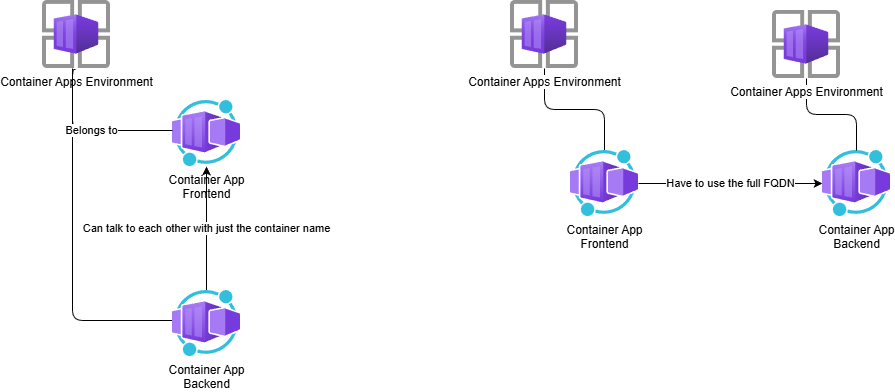 Container Apps Environment
Belongs to
Container App
Frontend
Can talk to each other with just the container name
Container App
Backend
Container Apps Environment
Container Apps Environment
Container App
Frontend
Have to use the full FQDN
Container App
Backend